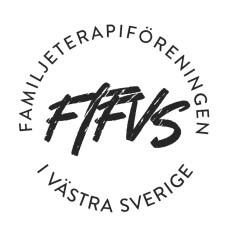 FAMILJETERAPIFÖRENINGEN
FTFVS
I VÄSTRA SVERIGE